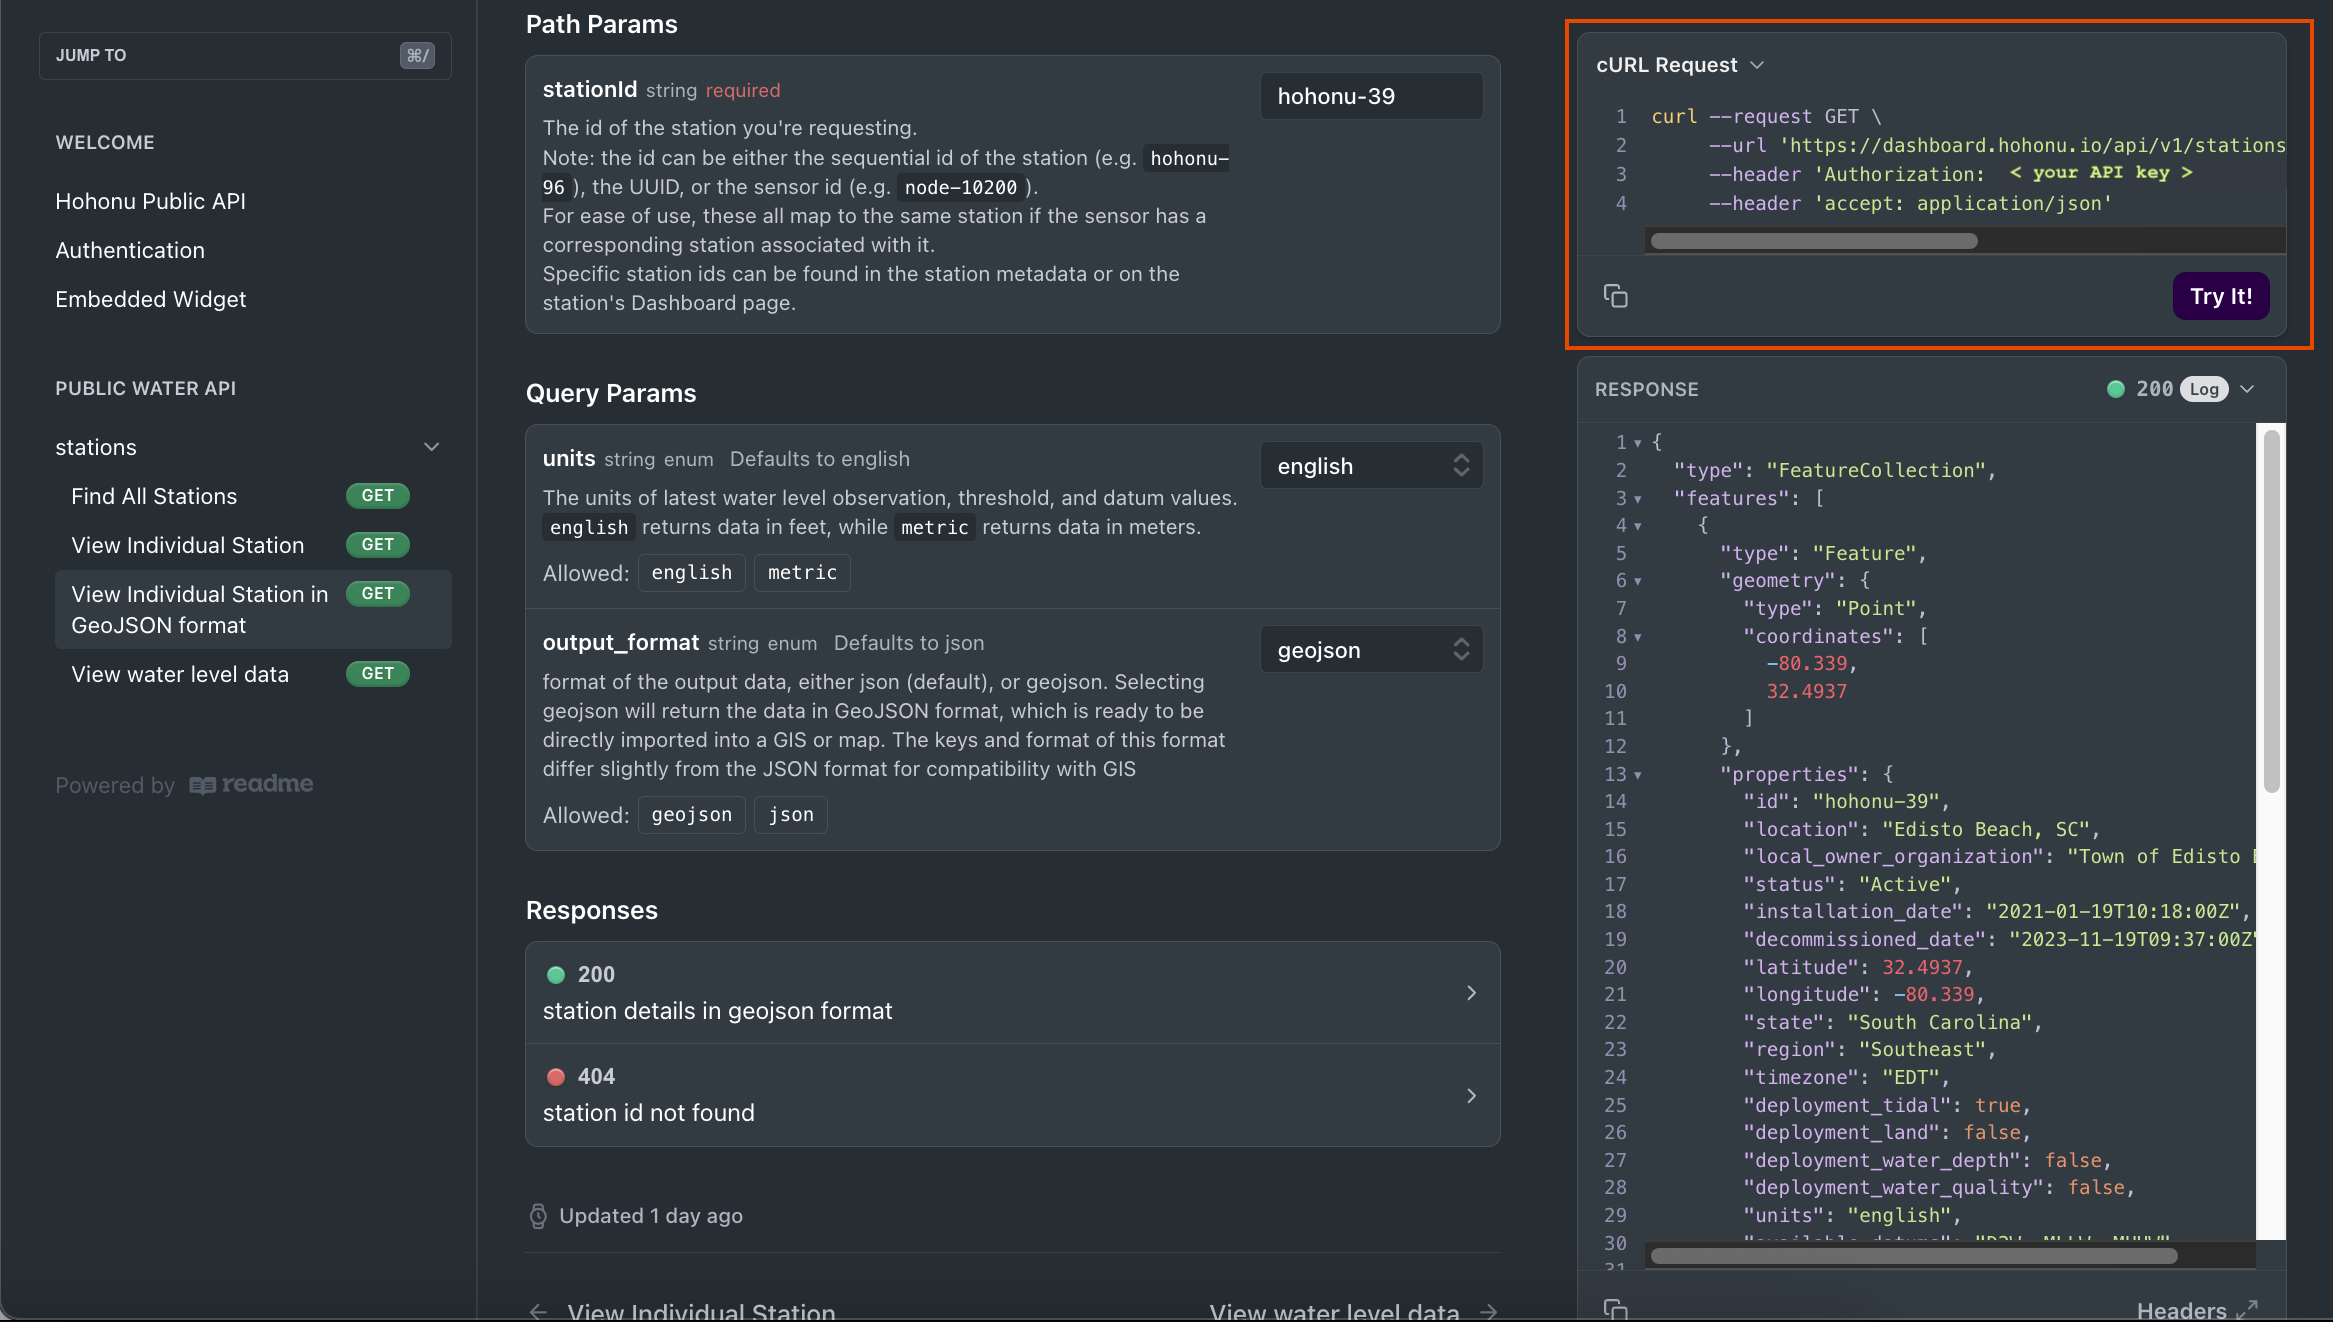 JUMP TO
⌘/
WELCOME
Hohonu Public API
Authentication
Embedded Widget
PUBLIC WATER API
stations
Find All Stations GET
View Individual Station GET
View Individual Station in GET
GeoJSON format
View water level data GET
Powered by readme
Path Params
stationId string required
hohonu-39
The id of the station you're requesting.
Note: the id can be either the sequential id of the station (e.g. hohonu-
96 ), the UUID, or the sensor id (e.g. node-10200 ).
For ease of use, these all map to the same station if the sensor has a
corresponding station associated with it.
Specific station ids can be found in the station metadata or on the
station's Dashboard page.
Query Params
units string enum Defaults to english
english
The units of latest water level observation, threshold, and datum values.
english returns data in feet, while metric returns data in meters.
Allowed: english metric
output_format string enum Defaults to json
geojson
format of the output data, either json (default), or geojson. Selecting
geojson will return the data in GeoJSON format, which is ready to be
directly imported into a GIS or map. The keys and format of this format
differ slightly from the JSON format for compatibility with GIS
Allowed: geojson json
Responses
200
station details in geojson format
404
station id not found
Updated 1 day ago
View Individual Station
View water level data
cURL Request
1 curl --request GET \
2 --url 'https://dashboard.hohonu.io/api/v1/stations
3 --header 'Authorization: < your API key >
4 --header 'accept: application/json'
Try It!
RESPONSE
200 Log
1 {
2 "type": "FeatureCollection",
3 "features": [
4 {
5 "type": "Feature",
6 "geometry": {
7 "type": "Point",
8 "coordinates": [
9 -80.339,
10 32.4937
11 ]
12 },
13 "properties": {
14 "id": "hohonu-39",
15 "location": "Edisto Beach, SC",
16 "local_owner_organization": "Town of Edisto
17 "status": "Active",
18 "installation_date": "2021-01-19T10:18:00Z",
19 "decommissioned_date": "2023-11-19T09:37:00Z"
20 "latitude": 32.4937,
21 "longitude": -80.339,
22 "state": "South Carolina",
23 "region": "Southeast",
24 "timezone": "EDT",
25 "deployment_tidal": true,
26 "deployment_land": false,
27 "deployment_water_depth": false,
28 "deployment_water_quality": false,
29 "units": "english",
30
31
Headers